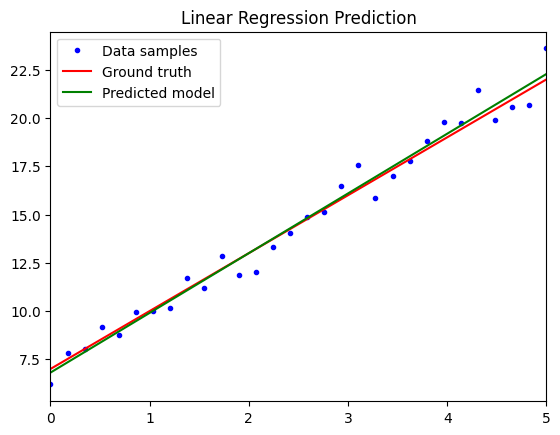 Linear Regression Prediction
Data samples
Ground truth
Predicted model
22.5
20.0
17.5
15.0
12.5
10.0
7.5
0 1 2 3 4 5